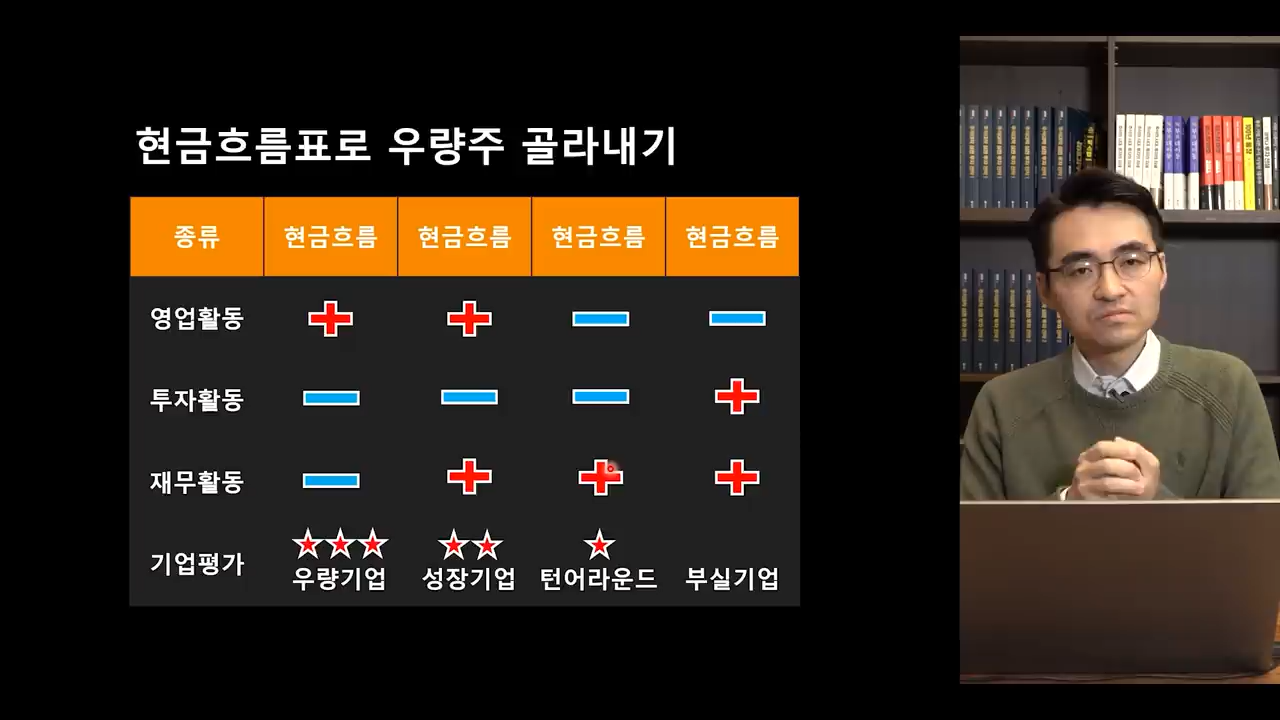 현금흐름표로 우량주 골라내기
종류 현금흐름 현금흐름 현금흐름 현금흐름
영업활동
투자활동
재무활동
기업평가 우량기업 성장기업 턴어라운드 부실기업